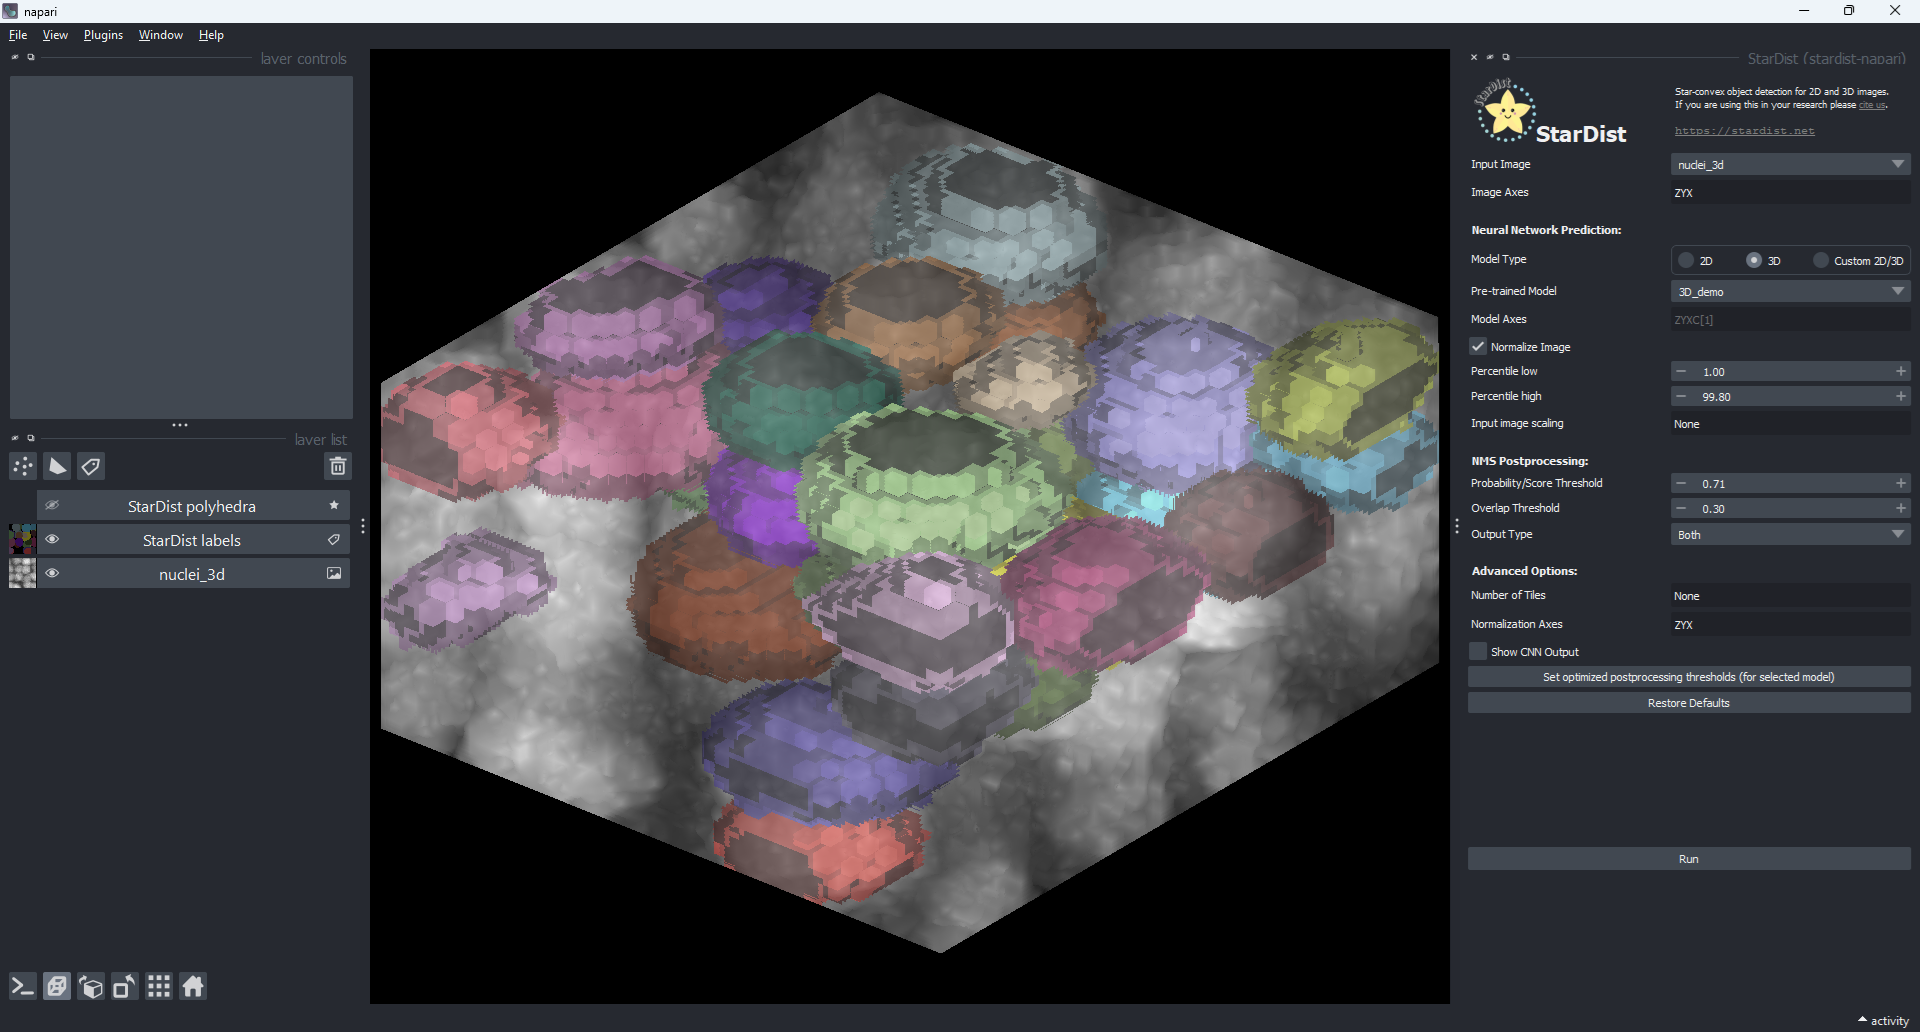 napari
File View Plugins Window Help
layer controls
layer list
StarDist polyhedra
StarDist labels
nuclei_3d
StarDist (stardist-napari)
StarDist
StarDist
Star-convex object detection for 2D and 3D images.
If you are using this in your research please cite us.
https://stardist.net
Input Image nuclei_3d
Image Axes ZYX
Neural Network Prediction:
Model Type 2D 3D Custom 2D/3D
Pre-trained Model 3D_demo
Model Axes ZYXC[1]
Normalize Image
Percentile low 1.00
Percentile high 99.80
Input image scaling None
NMS Postprocessing:
Probability/Score Threshold 0.71
Overlap Threshold 0.30
Output Type Both
Advanced Options:
Number of Tiles None
Normalization Axes ZYX
Show CNN Output
Set optimized postprocessing thresholds (for selected model)
Restore Defaults
Run
activity